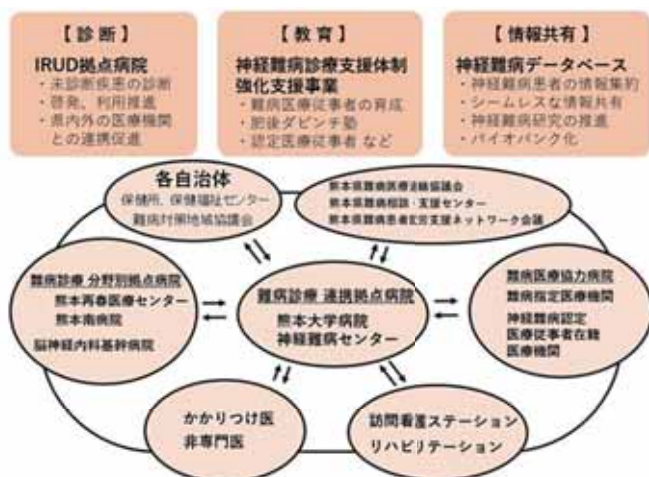 【 診 断 】
IRUD拠点病院
・未診断疾患の診断
・啓発、利用推進
・県内外の医療機関
との連携促進
【 教 育 】
神経難病診療支援体制
強化支援事業
・難病医療従事者の育成
・肥後ダビンチ塾
・認定医療従事者 など
【 情報共有 】
神経難病データベース
・神経難病患者の情報集約
・シームレスな情報共有
・神経難病研究の推進
・バイオバンク化
各自治体
保健所、保健福祉センター
難病対策地域協議会
熊本県難病医療連絡協議会
熊本県難病相談・支援センター
熊本県難病患者就労支援ネットワーク会議
難病診療 分野別拠点病院
熊本再春医療センター
熊本南病院
脳神経内科基幹病院
難病診療 連携拠点病院
熊本大学病院
神経難病センター
難病医療協力病院
難病指定医療機関
神経難病認定
医療従事者在籍
医療機関
かかりつけ医
非専門医
訪問看護ステーション
リハビリテーション